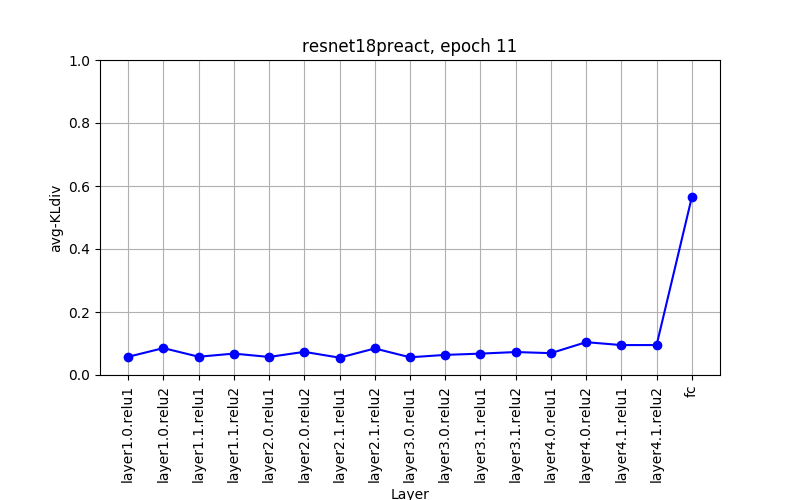 resnet18preact, epoch 11
1.0
0.8
0.6
0.4
0.2
0.0
avg-KLdiv
layer1.0.relu1
layer1.0.relu2
layer1.1.relu1
layer1.1.relu2
layer2.0.relu1
layer2.0.relu2
layer2.1.relu1
layer2.1.relu2
layer3.0.relu1
layer3.0.relu2
layer3.1.relu1
layer3.1.relu2
layer4.0.relu1
layer4.0.relu2
layer4.1.relu1
layer4.1.relu2
fc
Layer